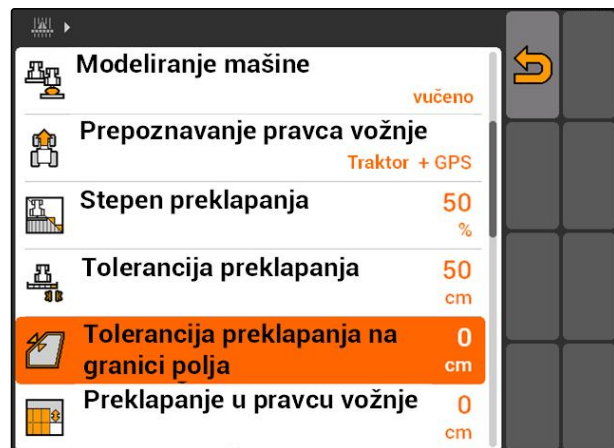 Modeliranje mašine
vučeno
Prepoznavanje pravca vožnje
Traktor + GPS
Stepen preklapanja
50
%
Tolerancija preklapanja
50
cm
Tolerancija preklapanja na
granici polja
0
cm
Preklapanje u pravcu vožnje
0
cm